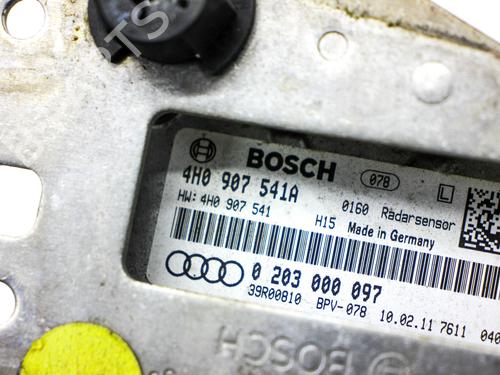 BOSCH 078 L
4H0 907 541A 0160 Radarsensor
HW: 4H0 907 541 H15 Made in Germany
0 203 000 097
39R00810 BPV-078 10.02.11 7611 040
BOSCH